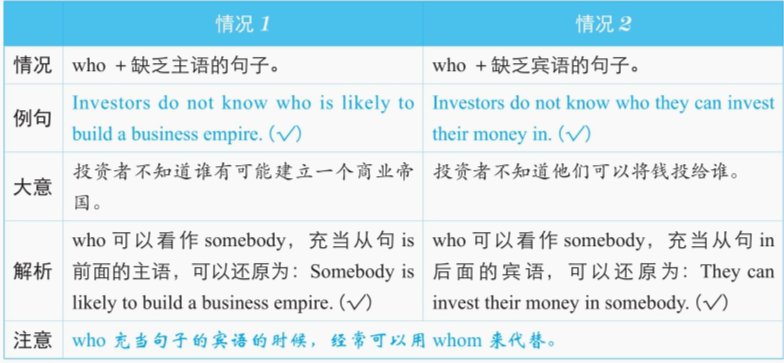 情况 1 情况 2
情况 who +缺乏主语的句子。 who +缺乏宾语的句子。
例句 Investors do not know who is likely to Investors do not know who they can invest
build a business empire. (√) their money in. (√)
大意 投资者不知道谁有可能建立一个商业帝 投资者不知道他们可以将钱投给谁。
国。
解析 who 可以看作 somebody，充当从句 is who 可以看作 somebody，充当从句 in
前面的主语，可以还原为：Somebody is 后面的宾语，可以还原为：They can
likely to build a business empire. (√) invest their money in somebody. (√)
注意 who 充当句子的宾语的时候，经常可以用 whom 来代替。